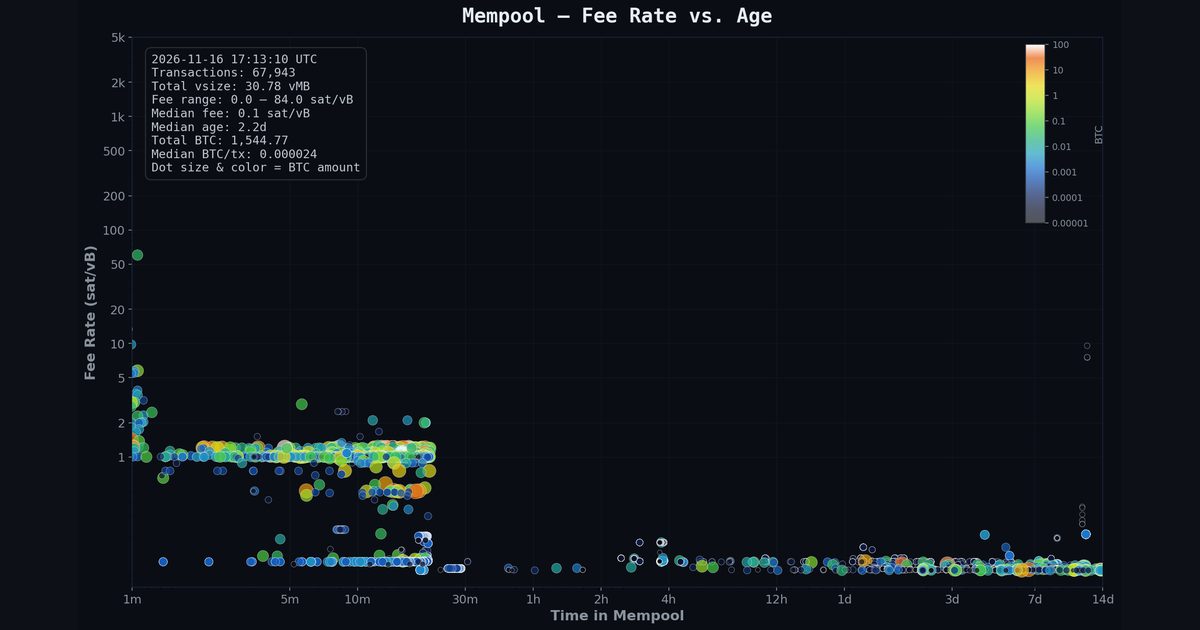 Mempool — Fee Rate vs. Age
2026-11-16 17:13:10 UTC
Transactions: 67,943
Total vsize: 30.78 vMB
Fee range: 0.0 – 84.0 sat/vB
Median fee: 0.1 sat/vB
Median age: 2.2d
Total BTC: 1,544.77
Median BTC/tx: 0.000024
Dot size & color = BTC amount
100
10
1
0.1
0.01
0.001
0.0001
0.00001
BTC
Fee Rate (sat/vB)
5k
2k
1k
500
200
100
50
20
10
5
2
1
1m
5m
10m
30m
1h
2h
4h
12h
1d
3d
7d
14d
Time in Mempool